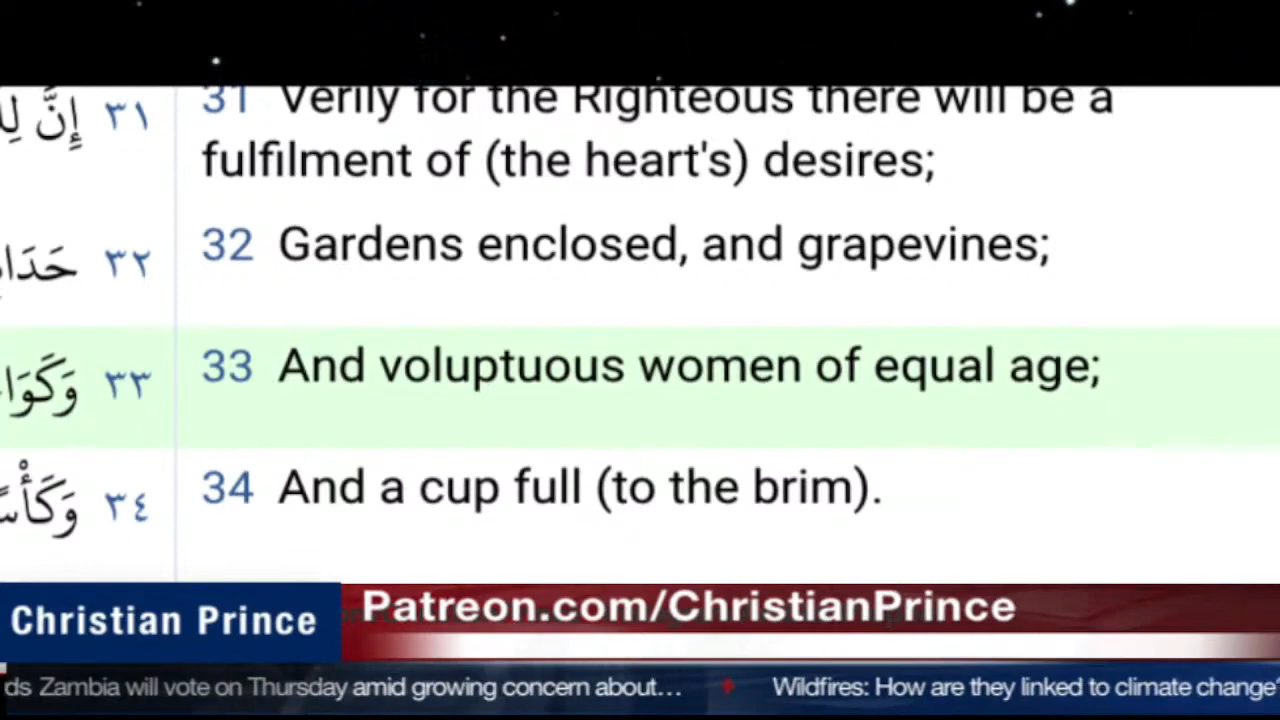 إِنَّ ٣١
31 Verily for the Righteous there will be a
fulfilment of (the heart's) desires;
٣٢
32 Gardens enclosed, and grapevines;
٣٣
33 And voluptuous women of equal age;
٣٤
34 And a cup full (to the brim).
Christian Prince
Patreon.com/ChristianPrince
ds Zambia will vote on Thursday amid growing concern about… Wildfires: How are they linked to climate change?